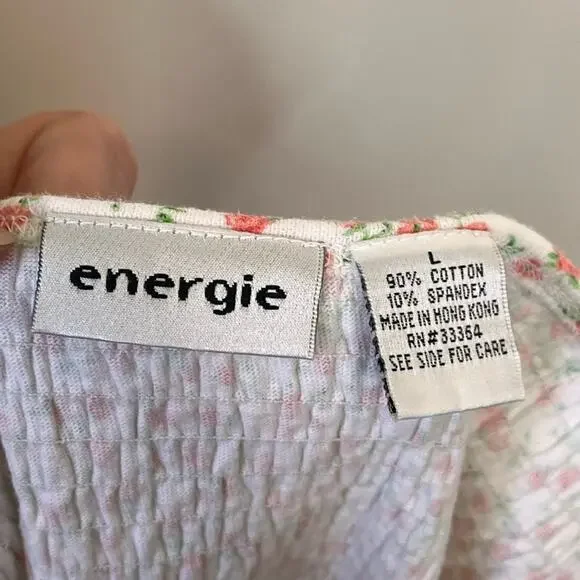 energie
L
90% COTTON
10% SPANDEX
MADE IN HONG KONG
RN#33364
SEE SIDE FOR CARE